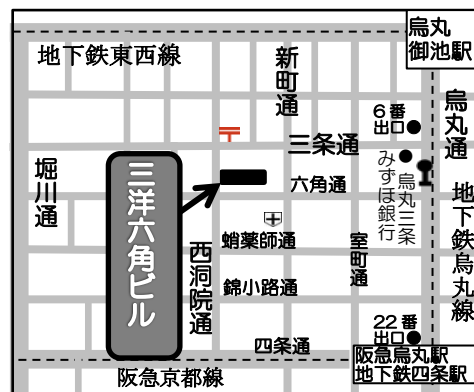 烏丸
御池駅
地下鉄東西線
新町通
烏丸通
6番
出口
三条通
堀川通
三洋六角ビル
六角通
みずほ銀行
烏丸三条
地下鉄烏丸線
蛸薬師通
室町通
西洞院通
錦小路通
22番
出口
四条通
阪急烏丸駅
地下鉄四条駅
阪急京都線